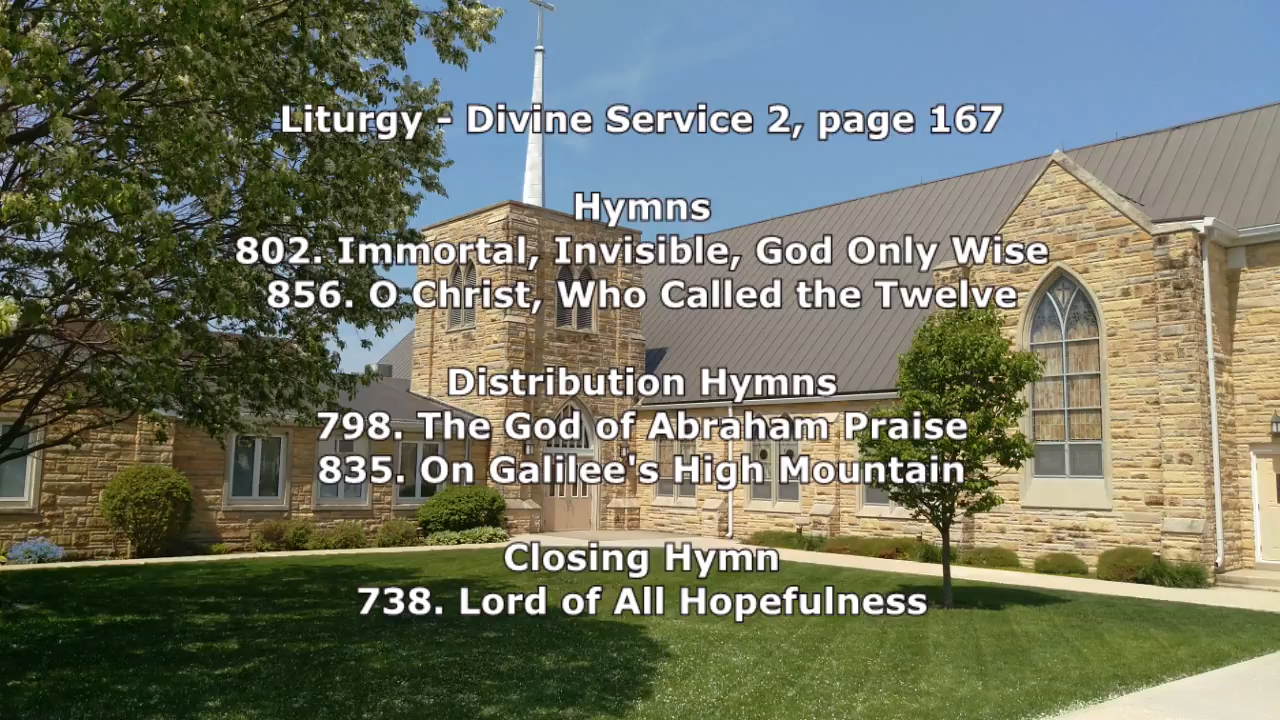 Liturgy - Divine Service 2, page 167
Hymns
802. Immortal, Invisible, God Only Wise
856. O Christ, Who Called the Twelve
Distribution Hymns
798. The God of Abraham Praise
835. On Galilee's High Mountain
Closing Hymn
738. Lord of All Hopefulness